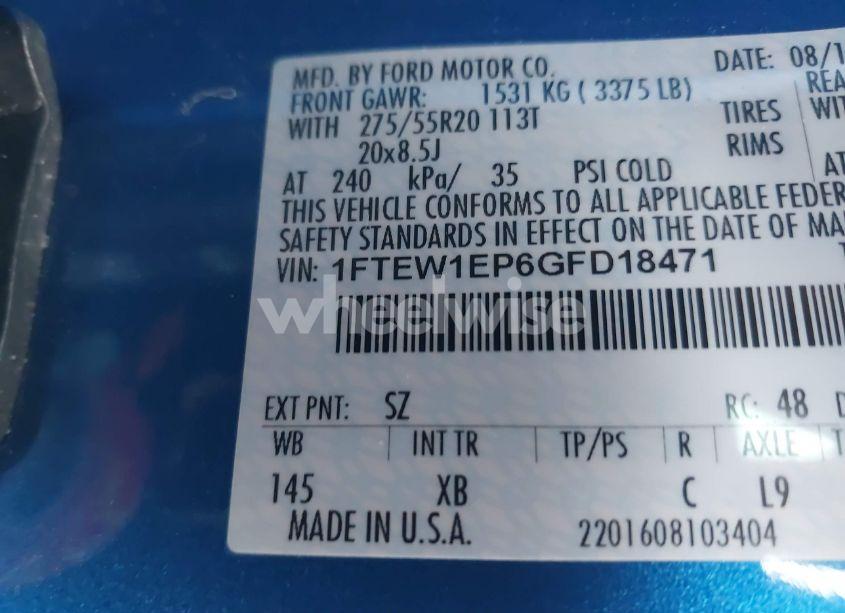 MFD. BY FORD MOTOR CO. DATE: 08/1
FRONT GAWR: 1531 KG ( 3375 LB) REA
WITH 275/55R20 113T TIRES WIT
20x8.5J RIMS
AT 240 kPa/ 35 PSI COLD AT
THIS VEHICLE CONFORMS TO ALL APPLICABLE FEDER
SAFETY STANDARDS IN EFFECT ON THE DATE OF MA
VIN: 1FTEW1EP6GFD18471
wheelwise
EXT PNT: SZ RC: 48
WB INT TR TP/PS R AXLE T
145 XB C L9
MADE IN U.S.A. 2201608103404